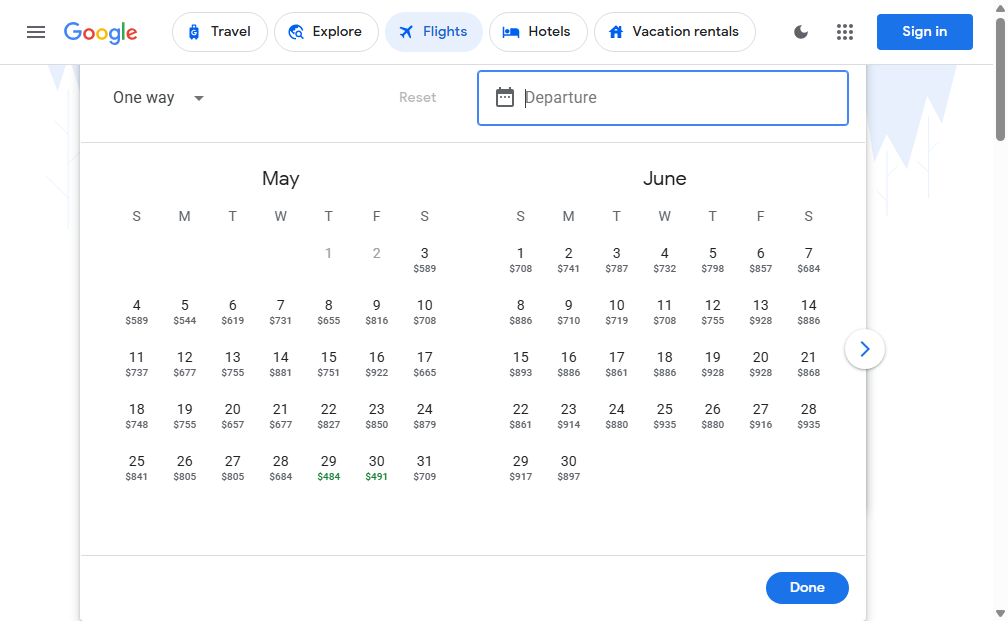 Google Travel Explore Flights Hotels Vacation rentals Sign in
One way Reset Departure
May
S M T W T F S
1 2 3
$589
4 5 6 7 8 9 10
$589 $544 $619 $731 $655 $816 $708
11 12 13 14 15 16 17
$737 $677 $755 $881 $751 $922 $665
18 19 20 21 22 23 24
$748 $755 $657 $677 $827 $850 $879
25 26 27 28 29 30 31
$841 $805 $805 $684 $484 $491 $709
June
S M T W T F S
1 2 3 4 5 6 7
$708 $741 $787 $732 $798 $857 $684
8 9 10 11 12 13 14
$886 $710 $719 $708 $755 $928 $886
15 16 17 18 19 20 21
$893 $886 $861 $886 $928 $928 $868
22 23 24 25 26 27 28
$861 $914 $880 $935 $880 $916 $935
29 30
$917 $897
Done